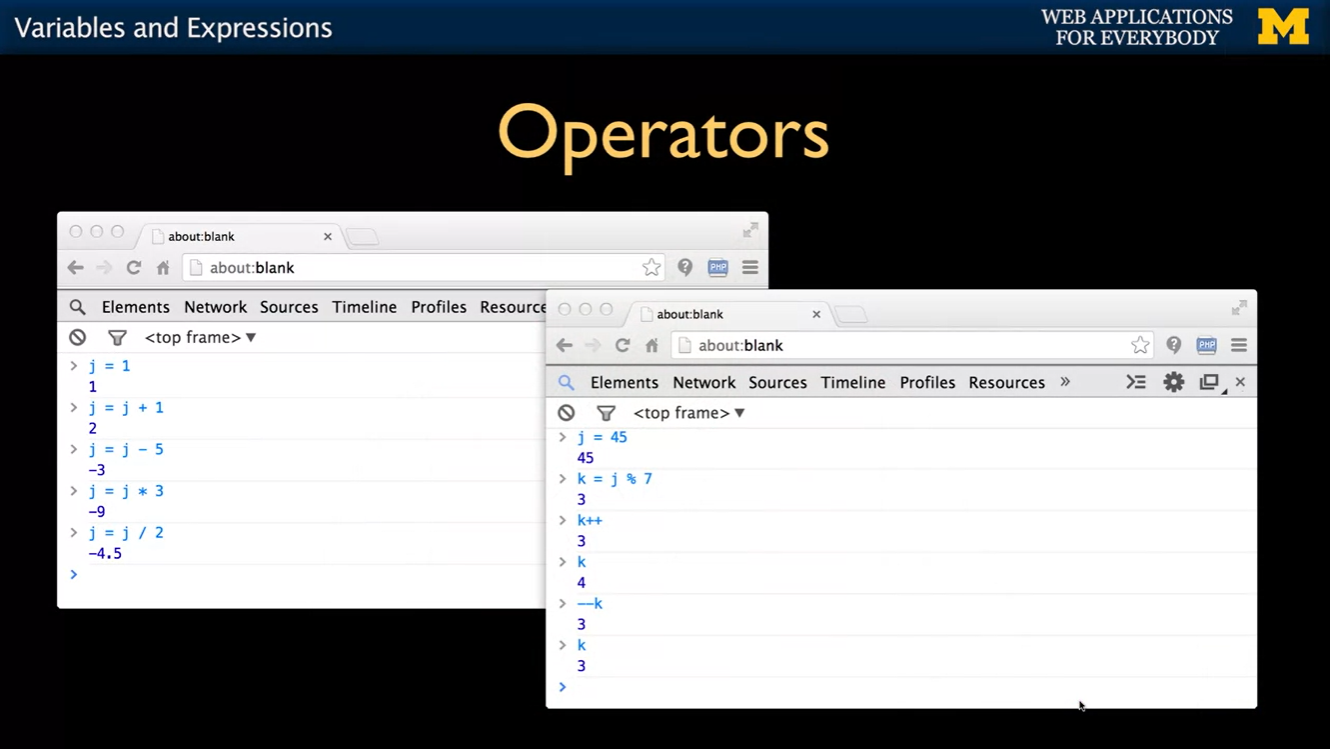 Variables and Expressions
WEB APPLICATIONS
FOR EVERYBODY
M
Operators
about:blank
about:blank
PHP
Elements Network Sources Timeline Profiles Resource
<top frame>
> j = 1
1
> j = j + 1
2
> j = j - 5
-3
> j = j * 3
-9
> j = j / 2
-4.5
>
about:blank
about:blank
PHP
Elements Network Sources Timeline Profiles Resources »
<top frame>
> j = 45
45
> k = j % 7
3
> k++
3
> k
4
> --k
3
> k
3
>